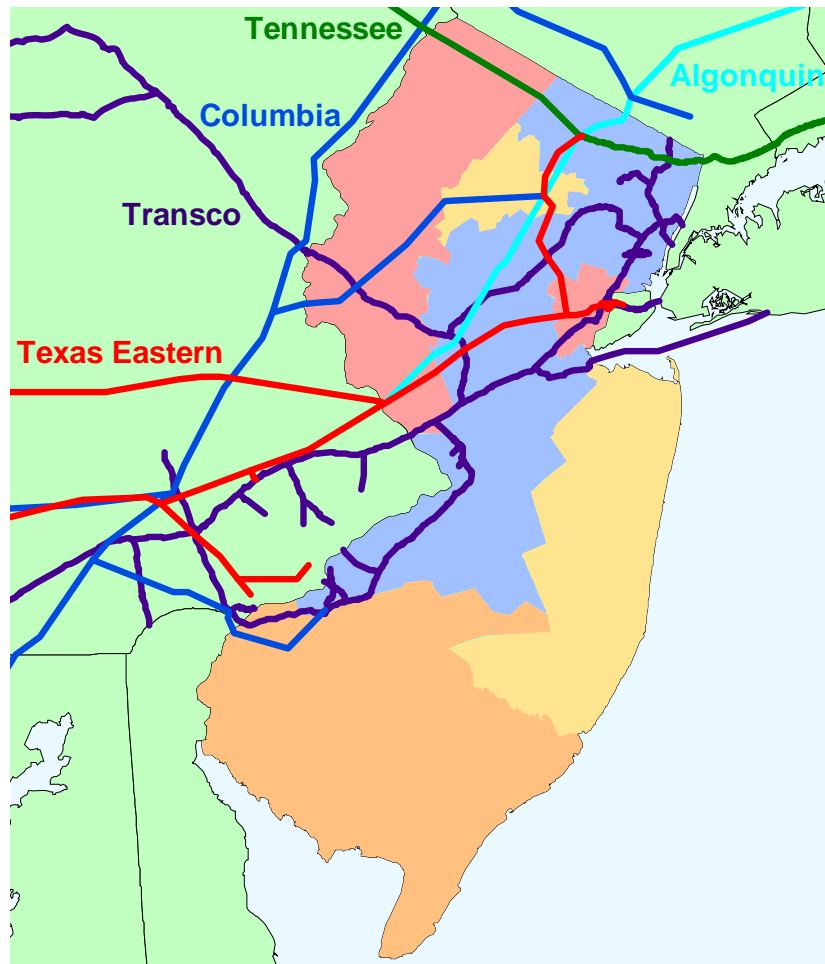 Tennessee
Algonquin
Columbia
Transco
Texas Eastern